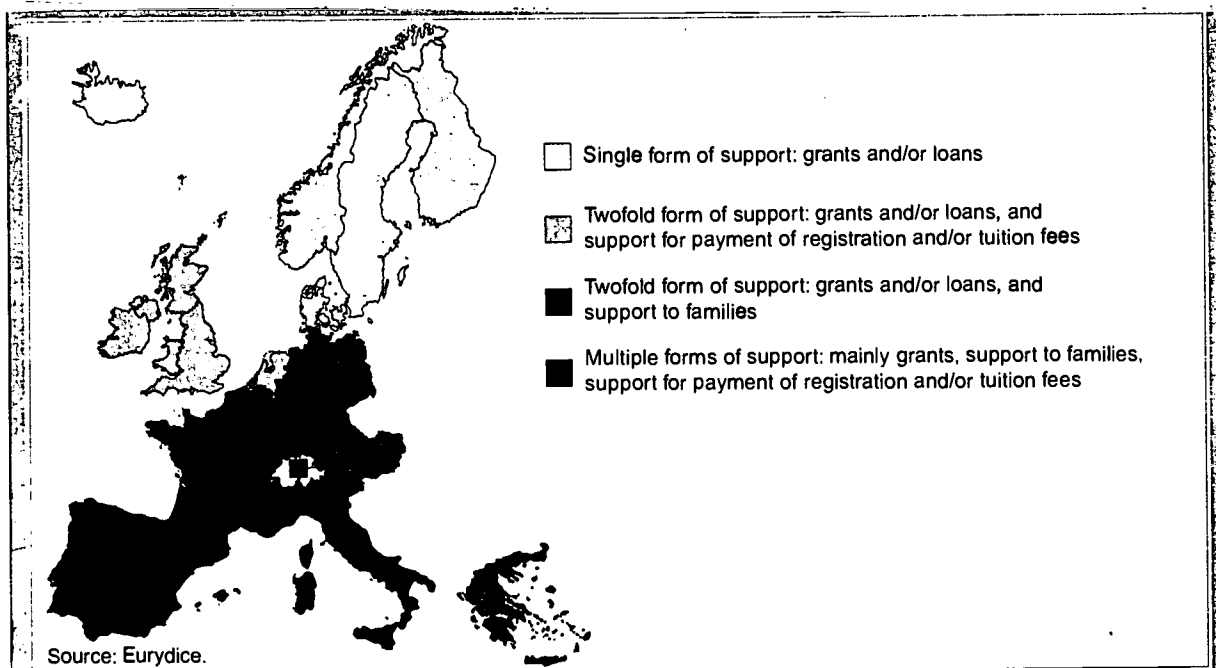 Single form of support: grants and/or loans
Twofold form of support: grants and/or loans, and
support for payment of registration and/or tuition fees
Twofold form of support: grants and/or loans, and
support to families
Multiple forms of support: mainly grants, support to families,
support for payment of registration and/or tuition fees
Source: Eurydice.